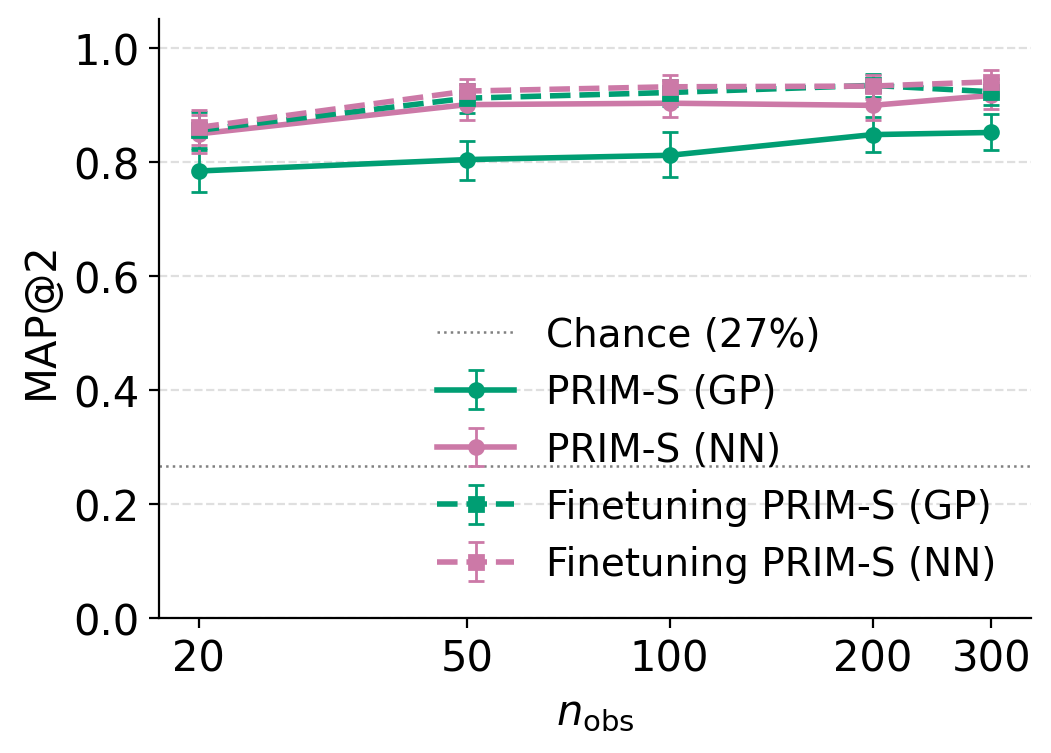 1.0
0.8
0.6
0.4
0.2
0.0
MAP@2
Chance (27%)
PRIM-S (GP)
PRIM-S (NN)
Finetuning PRIM-S (GP)
Finetuning PRIM-S (NN)
20 50 100 200 300
n_obs